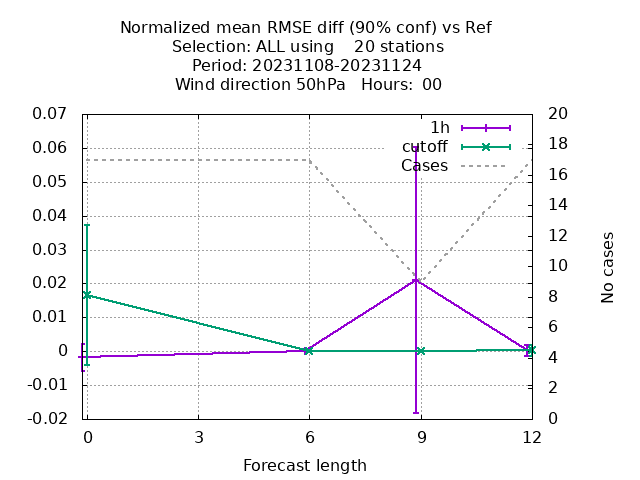 Normalized mean RMSE diff (90% conf) vs Ref
Selection: ALL using    20 stations
Period: 20231108-20231124
Wind direction 50hPa   Hours:  00
1h
cutoff
Cases
0.07
0.06
0.05
0.04
0.03
0.02
0.01
0
-0.01
-0.02
20
18
16
14
12
10
8
6
4
2
0
No cases
0 3 6 9 12
Forecast length